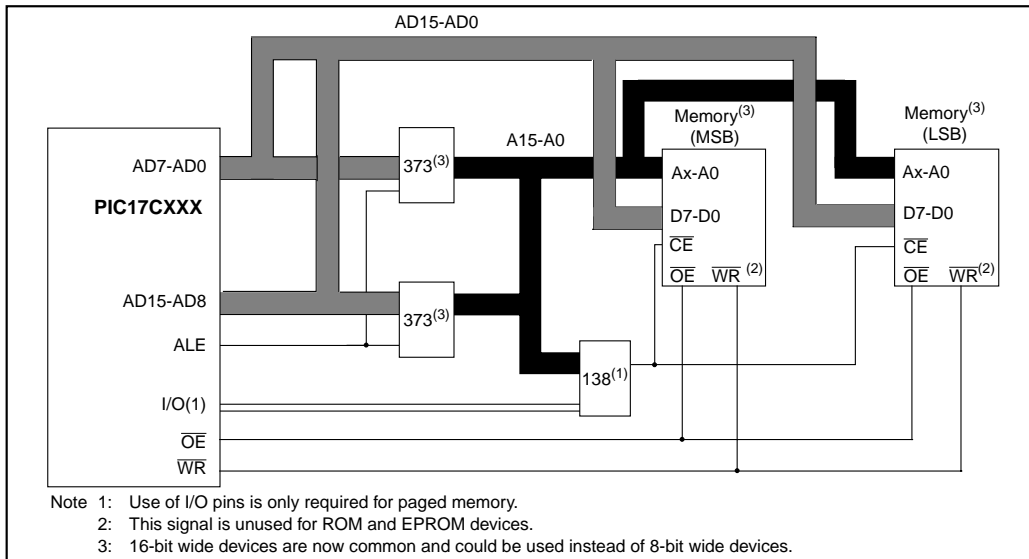 AD15-AD0
Memory(3)
(MSB)
Memory(3)
(LSB)
A15-A0
AD7-AD0
373(3)
Ax-A0
Ax-A0
PIC17CXXX
D7-D0
D7-D0
CE
CE
OE WR(2)
OE WR(2)
AD15-AD8
373(3)
ALE
138(1)
I/O(1)
OE
WR
Note 1: Use of I/O pins is only required for paged memory.
2: This signal is unused for ROM and EPROM devices.
3: 16-bit wide devices are now common and could be used instead of 8-bit wide devices.